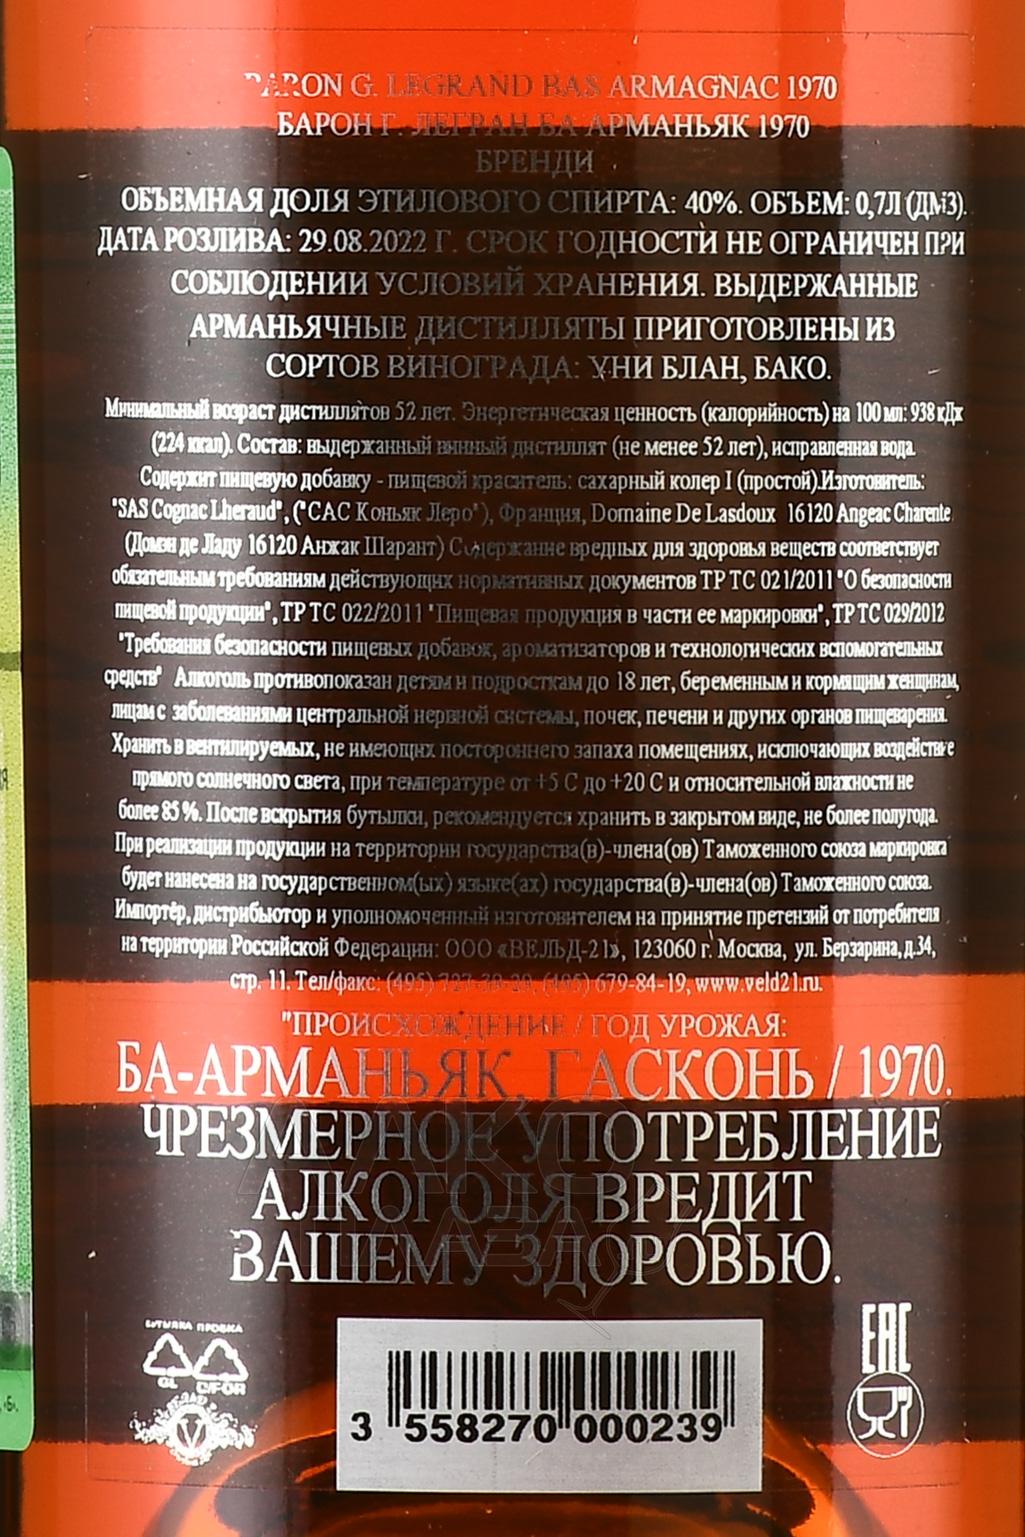 BARON G. LEGRAND BAS ARMAGNAC 1970
БАРОН Г. ЛЕГРАН БА АРМАНЬЯК 1970
БРЕНДИ
ОБЪЕМНАЯ ДОЛЯ ЭТИЛОВОГО СПИРТА: 40%. ОБЪЕМ: 0,7Л (ДМ3).
ДАТА РОЗЛИВА: 29.08.2022 Г. СРОК ГОДНОСТИ НЕ ОГРАНИЧЕН ПРИ
СОБЛЮДЕНИИ УСЛОВИЙ ХРАНЕНИЯ. ВЫДЕРЖАННЫЕ
АРМАНЬЯЧНЫЕ ДИСТИЛЛЯТЫ ПРИГОТОВЛЕНЫ ИЗ
СОРТОВ ВИНОГРАДА: УНИ БЛАН, БАКО.
Минимальный возраст дистиллятов 52 лет. Энергетическая ценность (калорийность) на 100 мл: 938 кДж
(224 ккал). Состав: выдержанный винный дистиллят (не менее 52 лет), исправленная вода.
Содержит пищевую добавку - пищевой краситель: сахарный колер I (простой).Изготовитель:
"SAS Cognac Lheraud", ("САС Коньяк Леро"), Франция, Domaine De Lasdoux 16120 Angeac Charente
(Домэн де Ладу 16120 Анжак Шарант) Содержание вредных для здоровья веществ соответствует
обязательным требованиям действующих нормативных документов ТР ТС 021/2011 "О безопасности
пищевой продукции", ТР ТС 022/2011 "Пищевая продукция в части ее маркировки", ТР ТС 029/2012
"Требования безопасности пищевых добавок, ароматизаторов и технологических вспомогательных
средств" Алкоголь противопоказан детям и подросткам до 18 лет, беременным и кормящим женщинам,
лицам с заболеваниями центральной нервной системы, почек, печени и других органов пищеварения.
Хранить в вентилируемых, не имеющих постороннего запаха помещениях, исключающих воздействие
прямого солнечного света, при температуре от +5 С до +20 С и относительной влажности не
более 85 %. После вскрытия бутылки, рекомендуется хранить в закрытом виде, не более полугода.
При реализации продукции на территории государства(в)-члена(ов) Таможенного союза маркировка
будет нанесена на государственном(ых) языке(ах) государства(в)-члена(ов) Таможенного союза.
Импортёр, дистрибьютор и уполномоченный изготовителем на принятие претензий от потребителя
на территории Российской Федерации: ООО «ВЕЛЬД-21», 123060 г. Москва, ул. Берзарина, д.34,
стр. 11. Тел/факс: (495) 727-39-29, (495) 679-84-19, www.veld21.ru.
"ПРОИСХОЖДЕНИЕ / ГОД УРОЖАЯ:
БА-АРМАНЬЯК, ГАСКОНЬ / 1970.
ЧРЕЗМЕРНОЕ УПОТРЕБЛЕНИЕ
АЛКОГОЛЯ ВРЕДИТ
ВАШЕМУ ЗДОРОВЬЮ.
БУТЫЛКА ПРОБКА
GL C/FOR
EAC
3 558270 000239